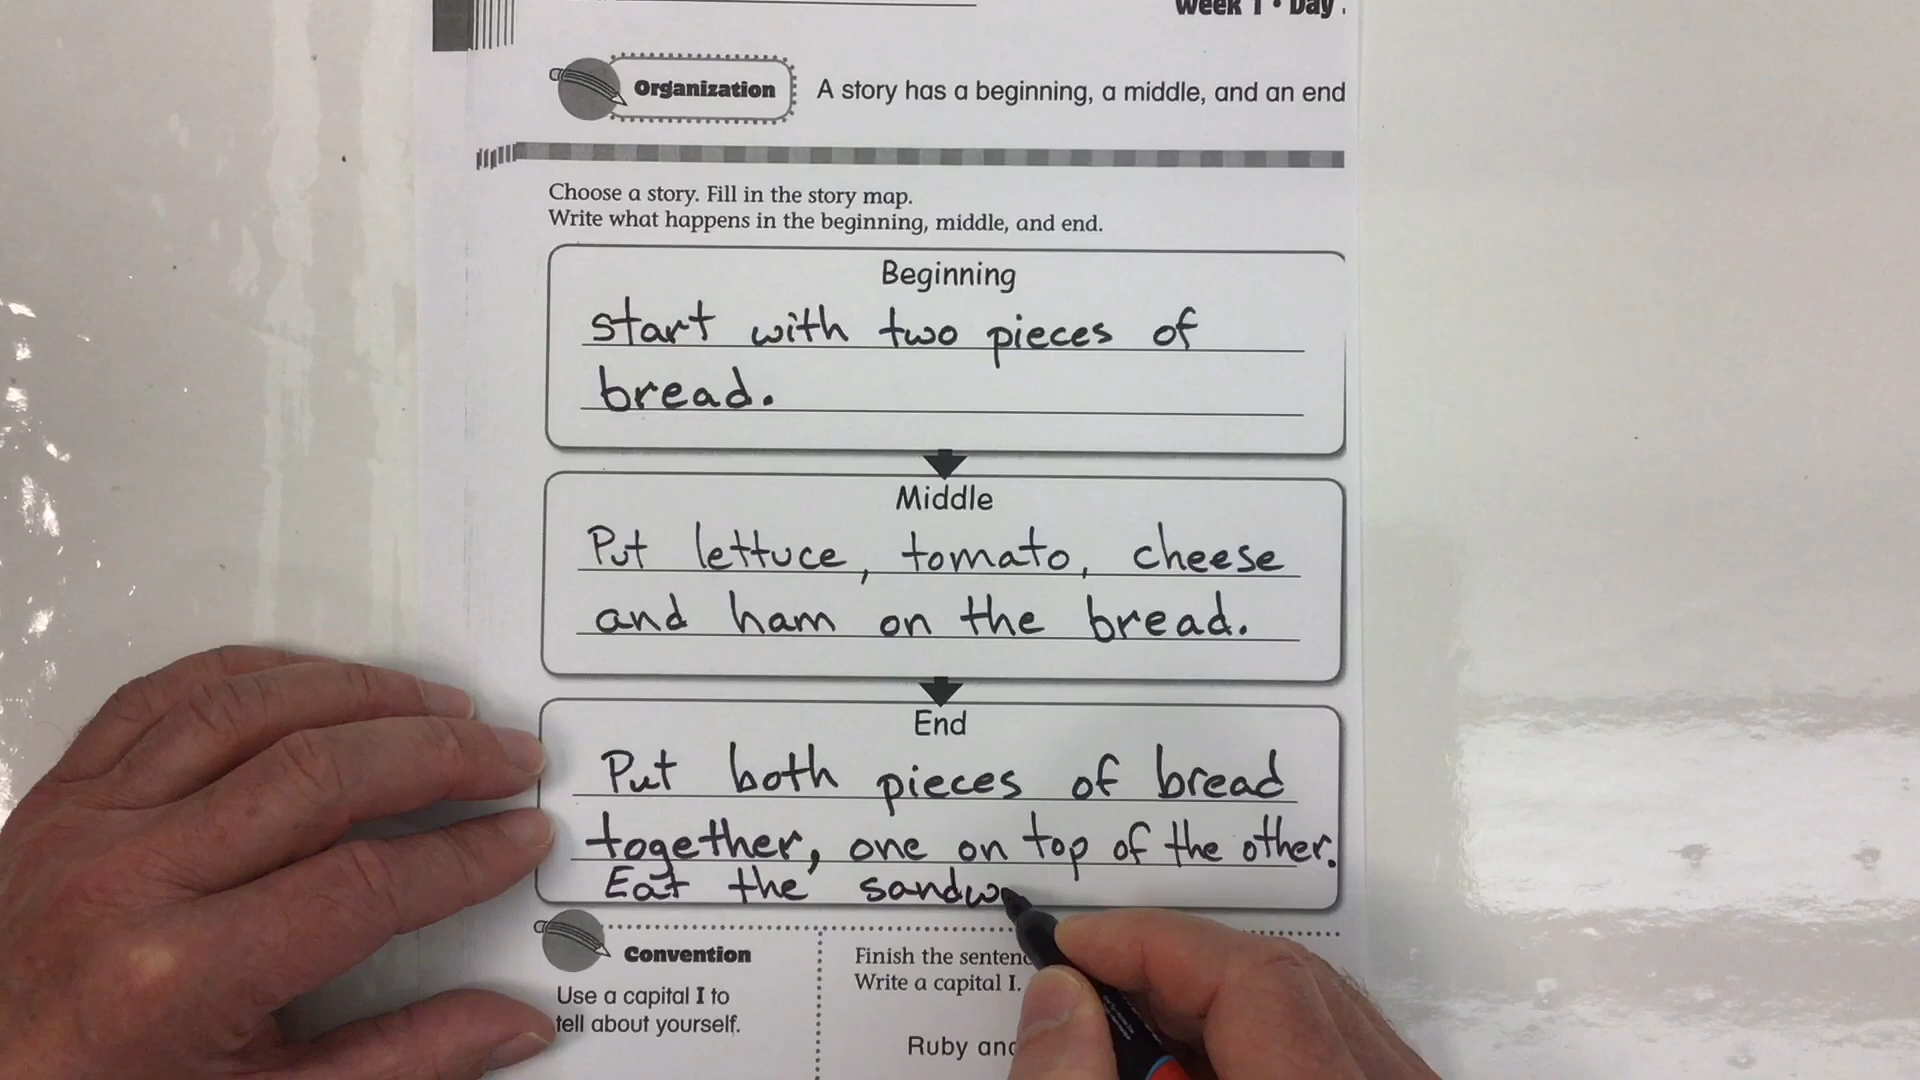 Week 1 • Day
Organization A story has a beginning, a middle, and an end
Choose a story. Fill in the story map.
Write what happens in the beginning, middle, and end.
Beginning
start with two pieces of
bread.
Middle
Put lettuce, tomato, cheese
and ham on the bread.
End
Put both pieces of bread
together, one on top of the other.
Eat the sandw
Convention
Use a capital I to
tell about yourself.
Finish the sentenc
Write a capital I.
Ruby and